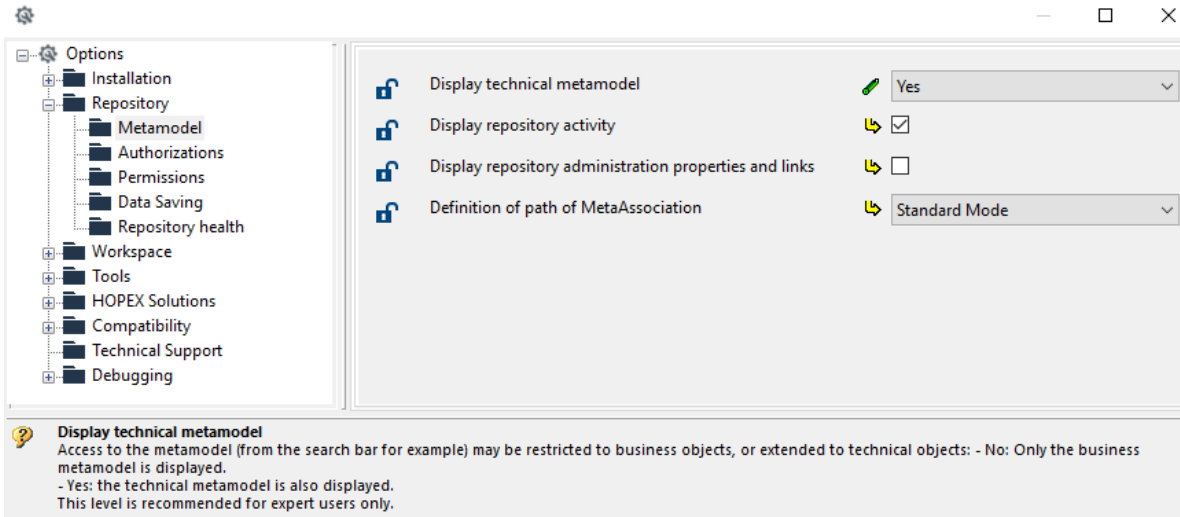 Options
Installation
Repository
Metamodel
Authorizations
Permissions
Data Saving
Repository health
Workspace
Tools
HOPEX Solutions
Compatibility
Technical Support
Debugging
Display technical metamodel
Yes
Display repository activity
Display repository administration properties and links
Definition of path of MetaAssociation
Standard Mode
Display technical metamodel
Access to the metamodel (from the search bar for example) may be restricted to business objects, or extended to technical objects: - No: Only the business
metamodel is displayed.
- Yes: the technical metamodel is also displayed.
This level is recommended for expert users only.